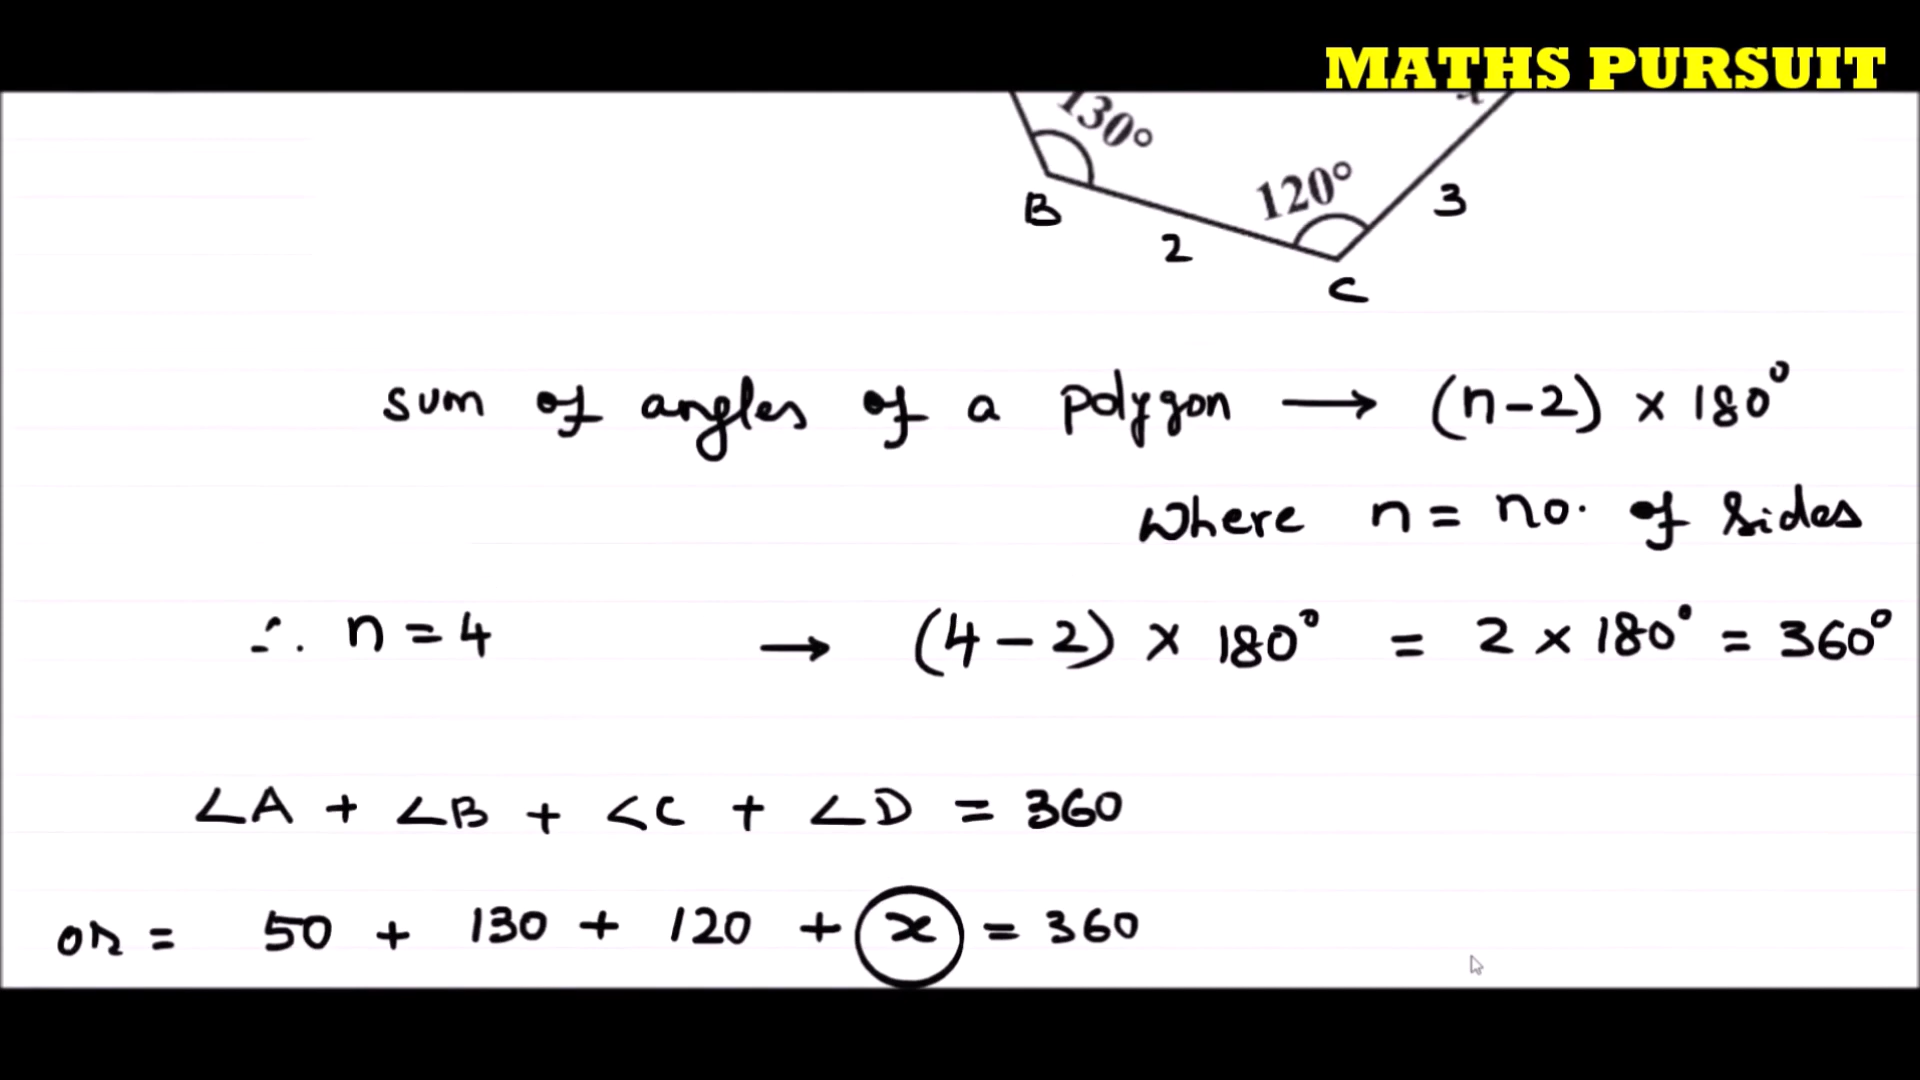 MATHS PURSUIT
130°
x
120°
B
2
3
C
sum of angles of a polygon → (n-2) × 180°
where n = no. of sides
∴ n = 4 → (4-2) × 180° = 2 × 180° = 360°
∠A + ∠B + ∠C + ∠D = 360
or = 50 + 130 + 120 + x = 360